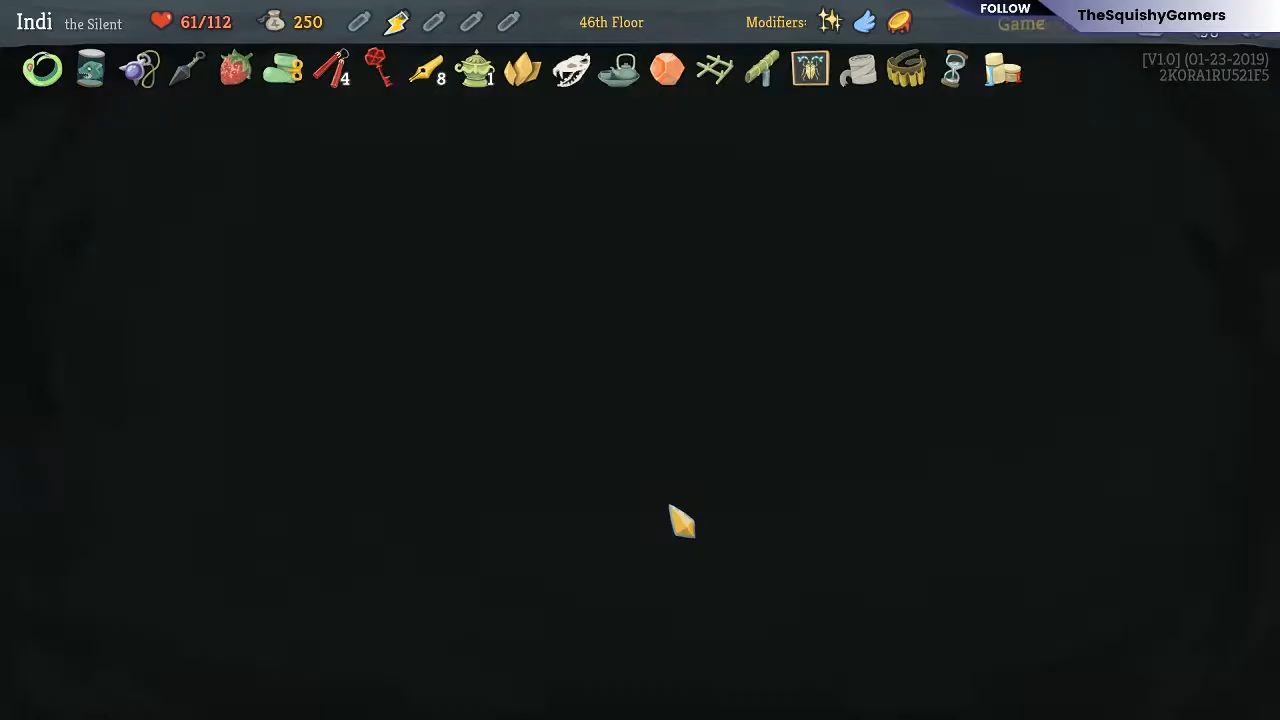 FOLLOW
TheSquishyGamers
Indi the Silent 61/112 250 46th Floor Modifiers: Game
4 8 1
[V1.0] (01-23-2019)
2KORA1RU521F5